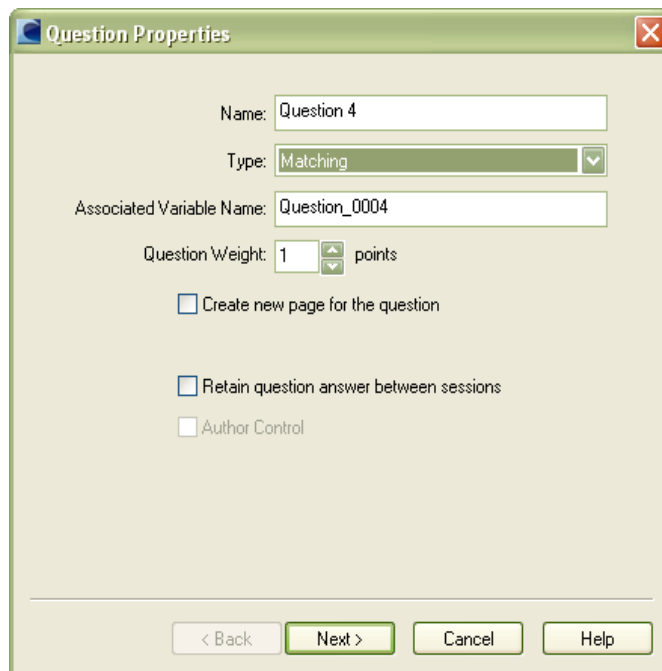 Question Properties
Name: Question 4
Type: Matching
Associated Variable Name: Question_0004
Question Weight: 1 points
Create new page for the question
Retain question answer between sessions
Author Control
< Back Next > Cancel Help